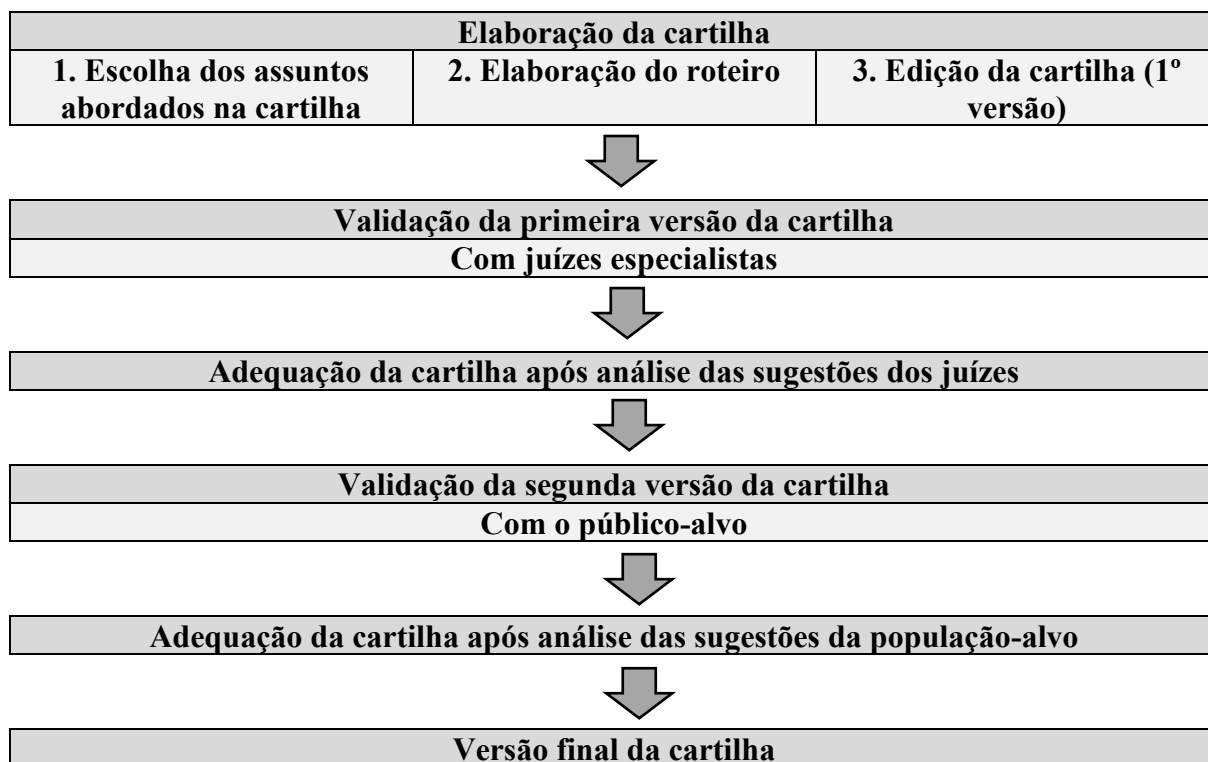 Elaboração da cartilha
1. Escolha dos assuntos
abordados na cartilha
2. Elaboração do roteiro
3. Edição da cartilha (1º
versão)
Validação da primeira versão da cartilha
Com juízes especialistas
Adequação da cartilha após análise das sugestões dos juízes
Validação da segunda versão da cartilha
Com o público-alvo
Adequação da cartilha após análise das sugestões da população-alvo
Versão final da cartilha